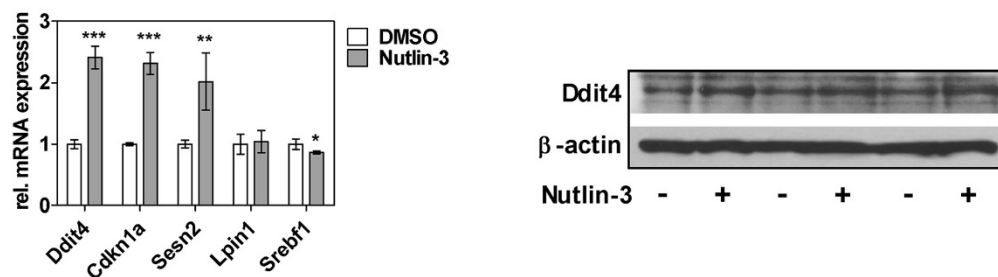 rel. mRNA expression
3
2
1
0
***
***
**
*
Ddit4
Cdkn1a
Sesn2
Lpin1
Srebf1
DMSO
Nutlin-3
Ddit4
β-actin
Nutlin-3 - + - + - +